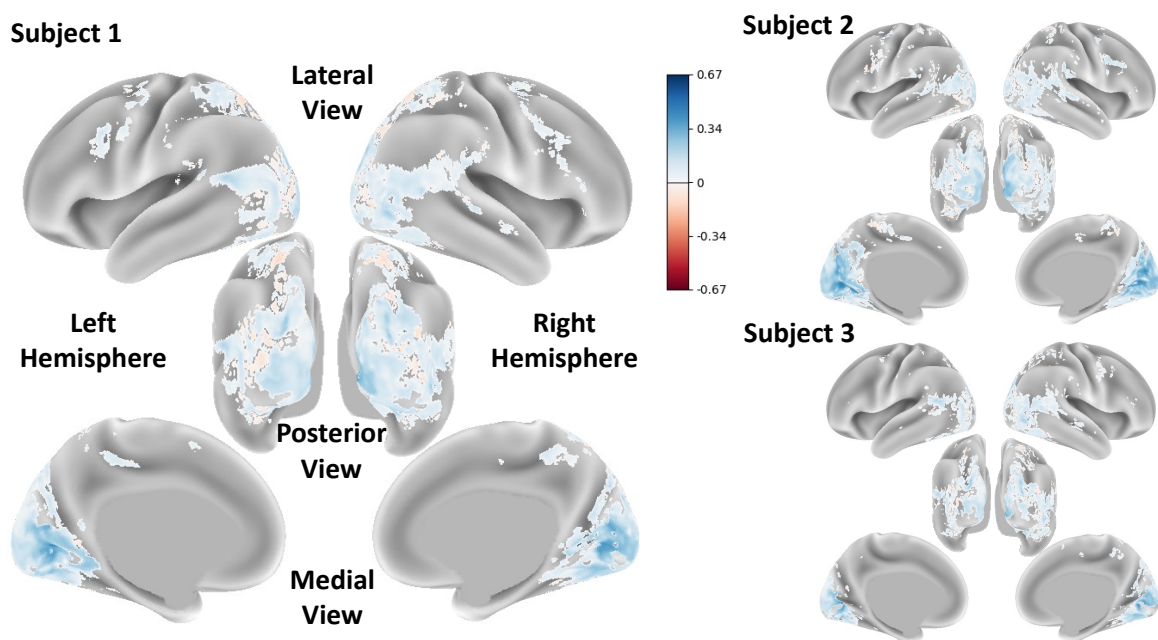 Subject 1
Lateral
View
Left
Hemisphere
Right
Hemisphere
Posterior
View
Medial
View
0.67
0.34
0
-0.34
-0.67
Subject 2
Subject 3